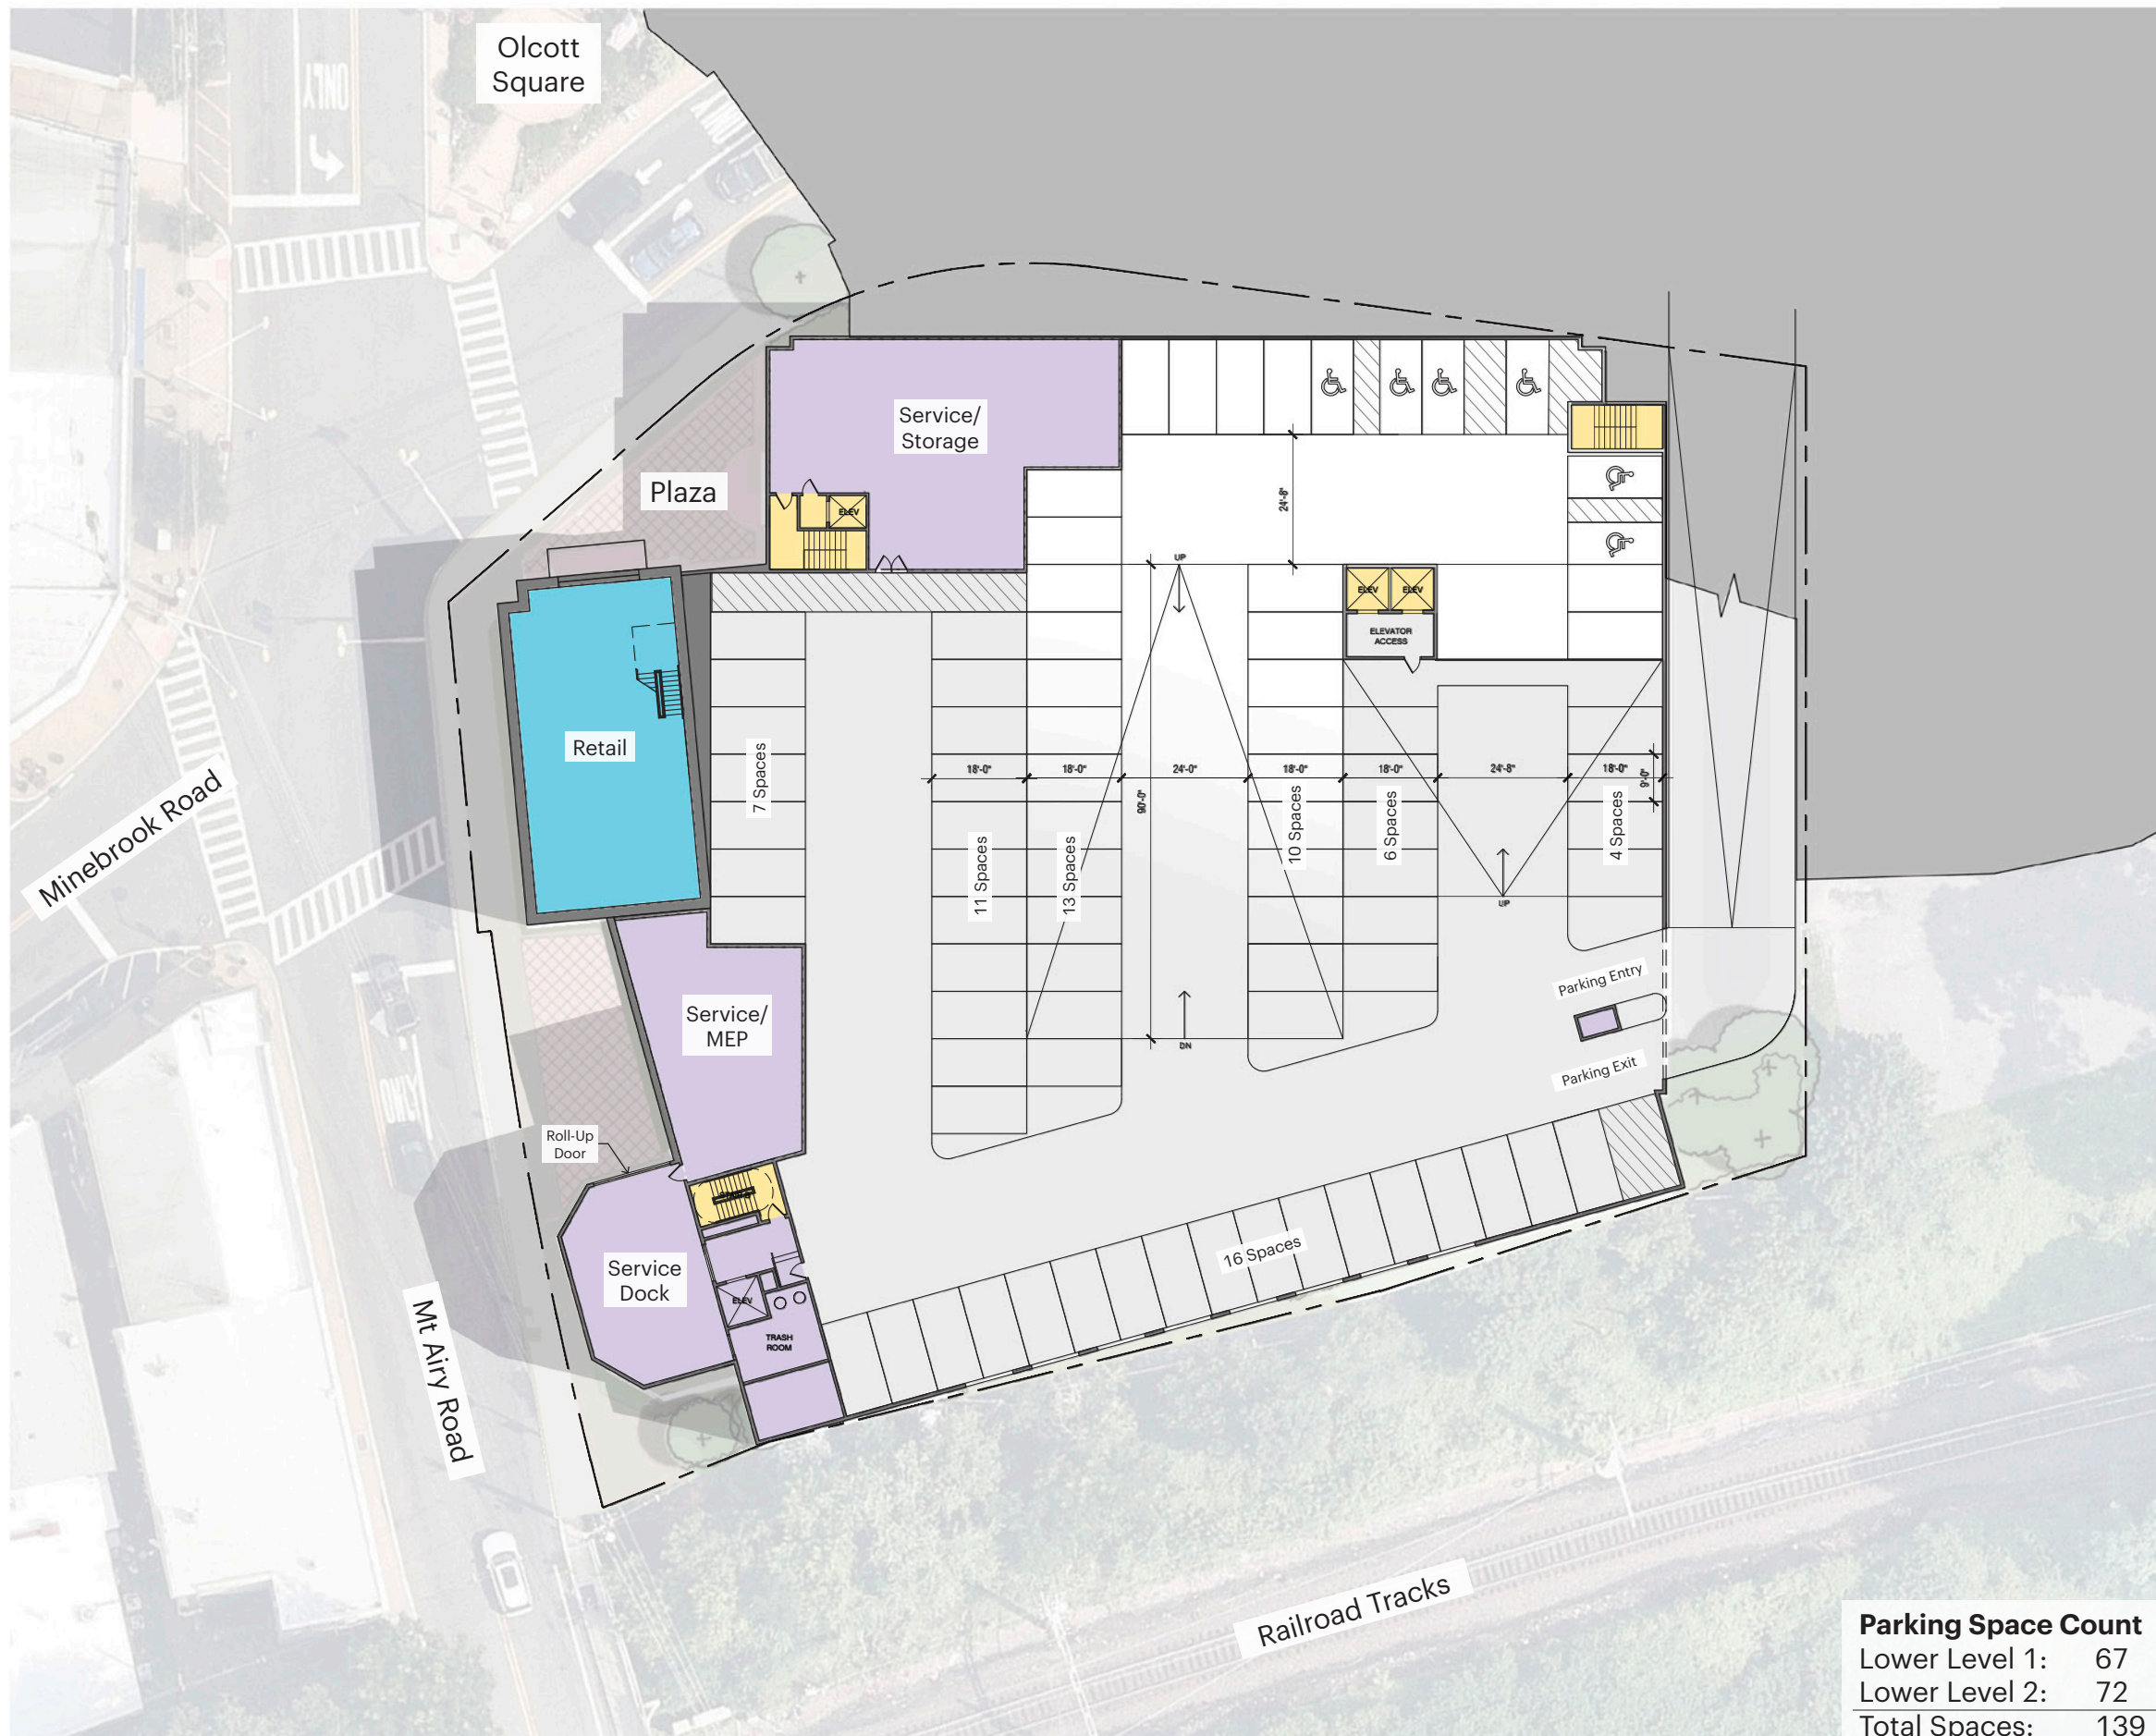 Olcott
Square
ONLY
Service/
Storage
Plaza
ELEV
24'-8"
UP
ELEV
ELEV
ELEVATOR
ACCESS
Retail
7 Spaces
18'-0"
18'-0"
24'-0"
18'-0"
18'-0"
24'-8"
18'-0"
9'-0"
90'-0"
11 Spaces
13 Spaces
10 Spaces
6 Spaces
4 Spaces
UP
Minebrook Road
Parking Entry
Service/
MEP
DN
Parking Exit
ONLY
Roll-Up
Door
16 Spaces
Service
Dock
ELEV
TRASH
ROOM
Mt Airy Road
Railroad Tracks
Parking Space Count
Lower Level 1: 67
Lower Level 2: 72
Total Spaces: 139